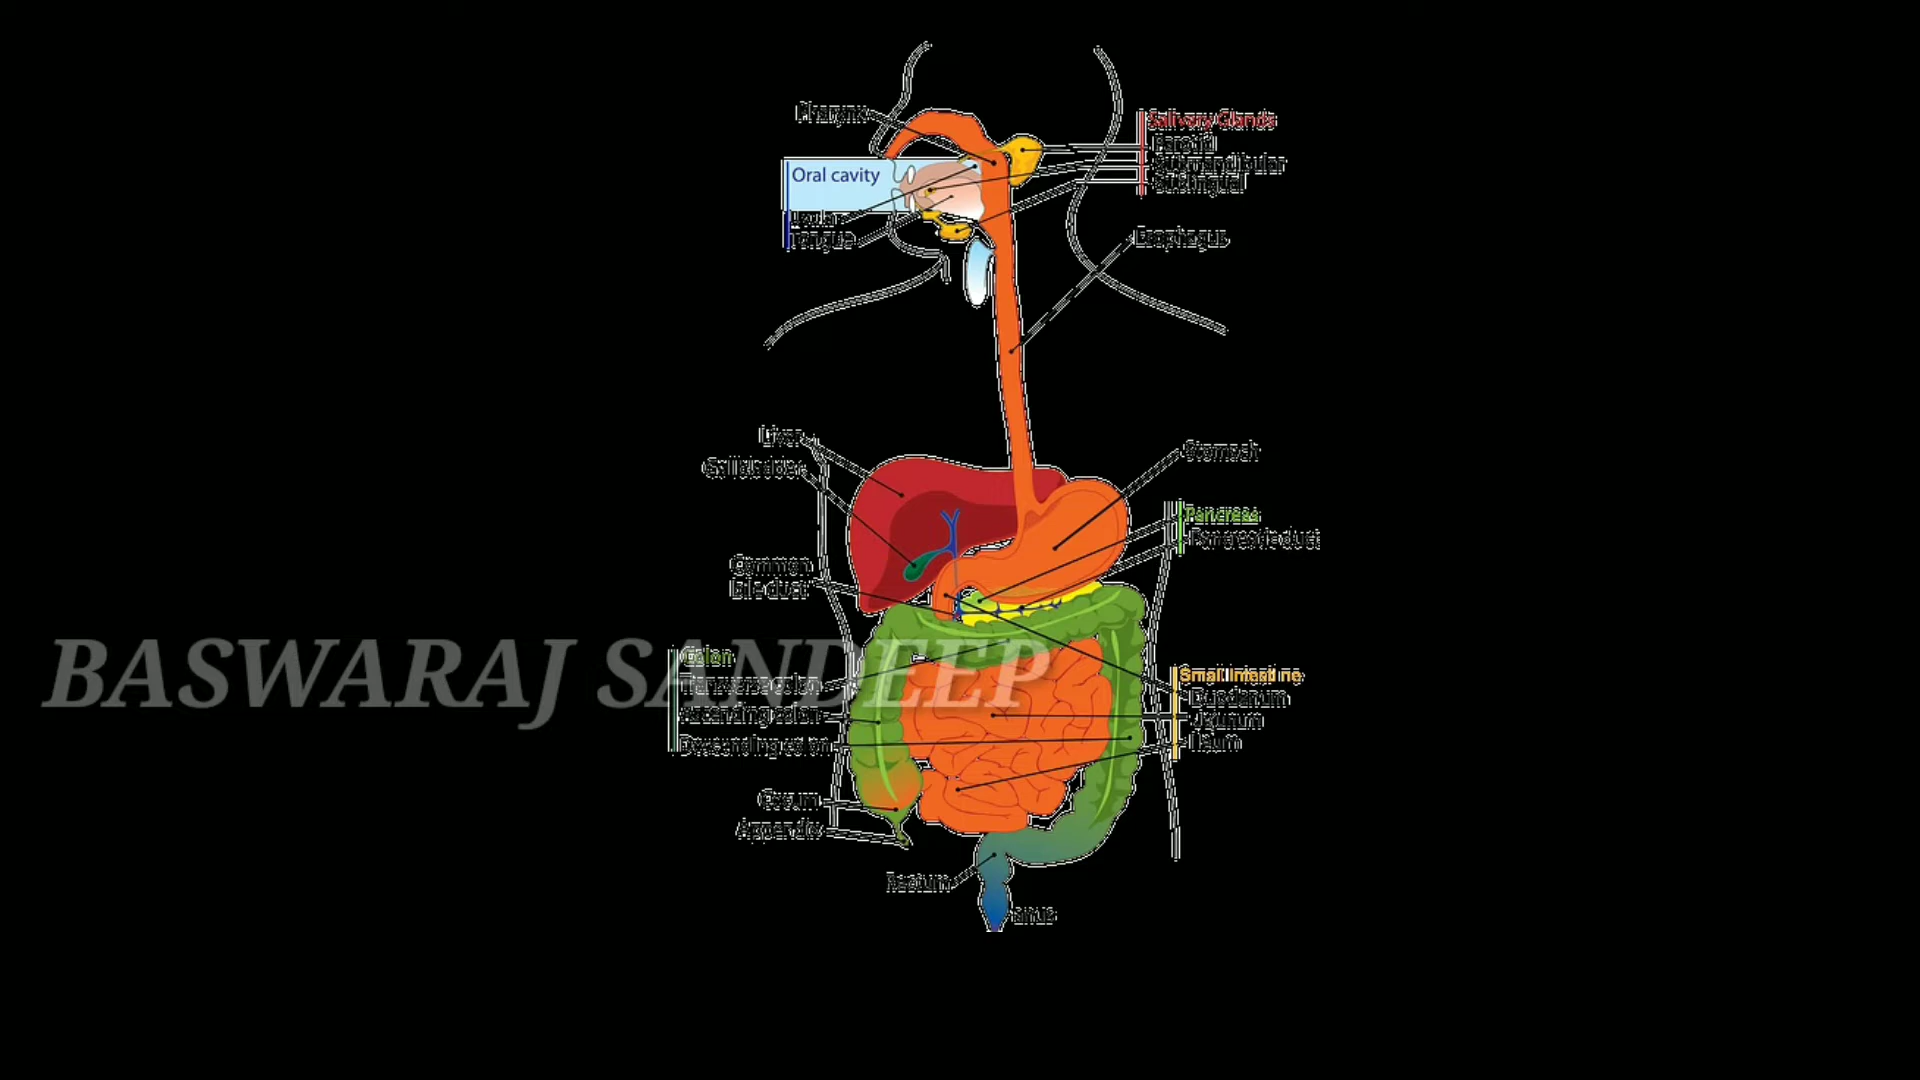 Pharynx
Salivary Glands
Parotid
Submandibular
Sublingual
Oral cavity
Uvula
Tongue
Esophagus
Liver
Gallbladder
Stomach
Pancreas
Pancreatic duct
Common
bile duct
BASWARAJ SANDEEP
Colon
Transverse colon
Ascending colon
Descending colon
Small Intestine
Duodenum
Jejunum
Ileum
Cecum
Appendix
Rectum
anus